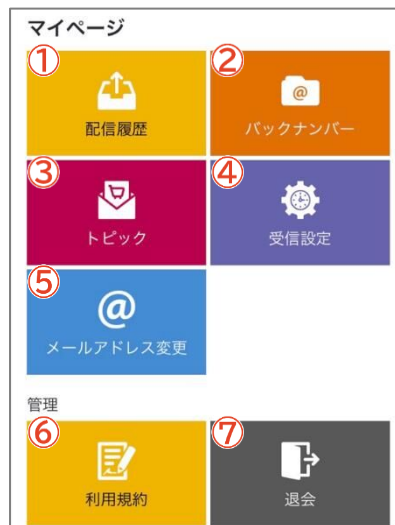 マイページ
① ②
配信履歴 バックナンバー
③ ④
トピック 受信設定
⑤
メールアドレス変更
管理
⑥ ⑦
利用規約 退会